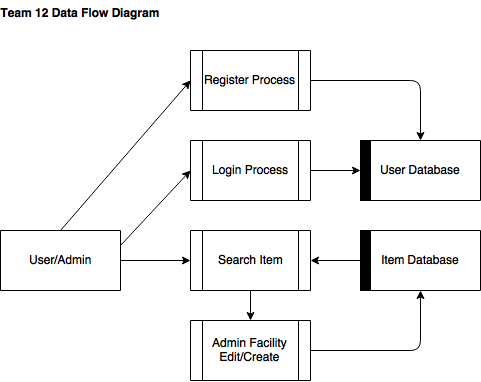 Team 12 Data Flow Diagram
Register Process
Login Process
User Database
User/Admin
Search Item
Item Database
Admin Facility
Edit/Create